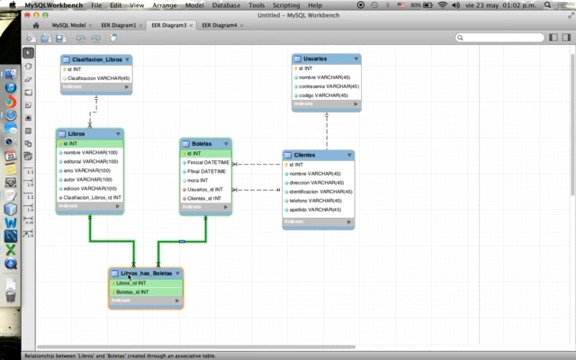 MySQLWorkbench File Edit View Arrange Model Database Tools Scripting Help
vie 23 may 01:02 p. m.
Untitled - MySQL Workbench
MySQL Model EER Diagram1 EER Diagram3 EER Diagram4
Usuarios
id INT
nombre VARCHAR(45)
contrasenia VARCHAR(45)
codigo VARCHAR(45)
Indexes
Clasifiacion_Libros
id INT
Clasifiacion VARCHAR(45)
Indexes
Libros
id INT
nombre VARCHAR(100)
editorial VARCHAR(100)
anio VARCHAR(100)
autor VARCHAR(100)
edicion VARCHAR(100)
Clasifiacion_Libros_id INT
Indexes
Boletas
id INT
FInicial DATETIME
Ffinal DATETIME
mora INT
Usuarios_id INT
Clientes_id INT
Indexes
Clientes
id INT
nombre VARCHAR(45)
direccion VARCHAR(45)
identificacion VARCHAR(45)
telefono VARCHAR(45)
apellido VARCHAR(45)
Indexes
Libros_has_Boletas
Libros_id INT
Boletas_id INT
Indexes
Relationship between 'Libros' and 'Boletas' created through an associative table.